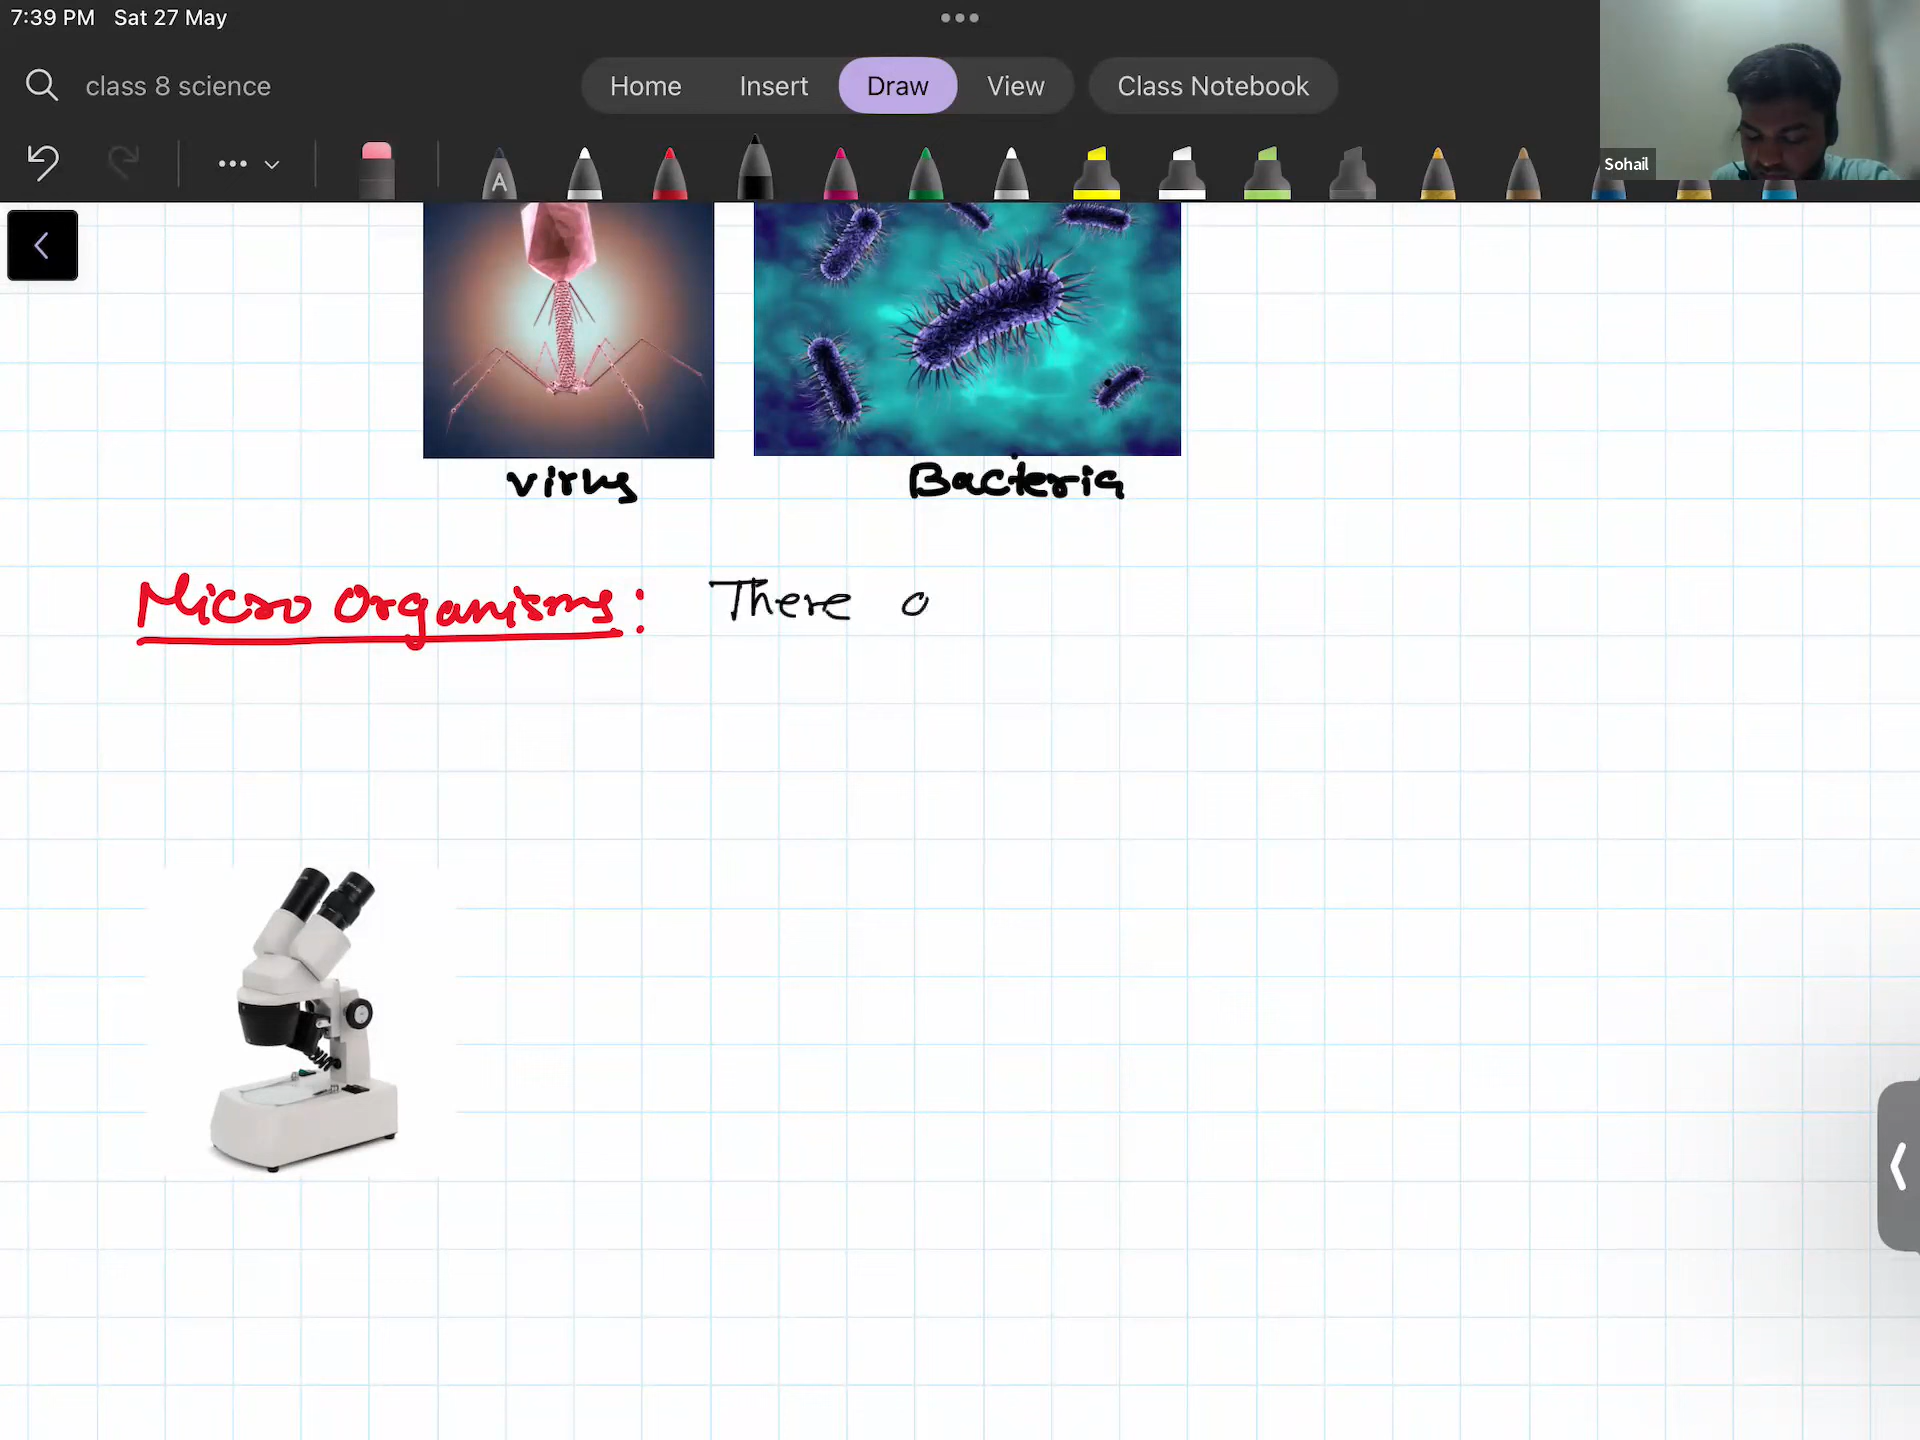 7:39 PM Sat 27 May
class 8 science
Home Insert Draw View Class Notebook
A
Sohail
virus
Bacteria
Micro Organisms: There a